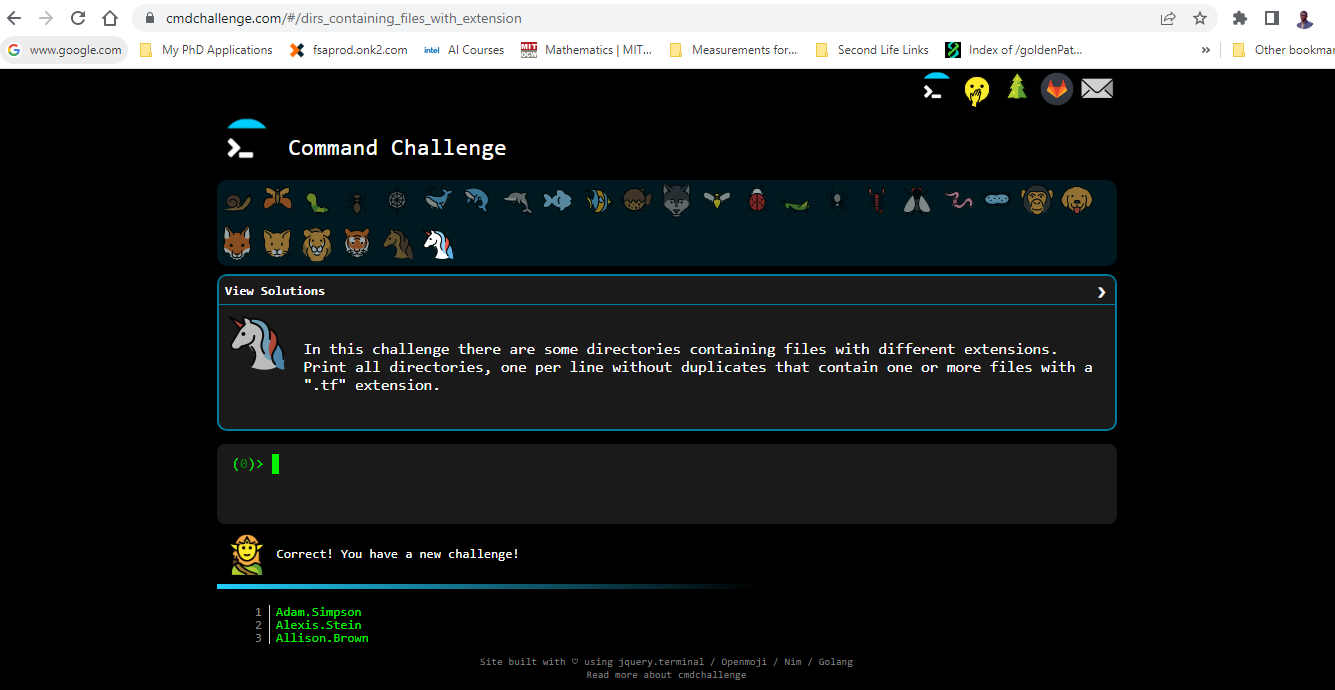 cmdchallenge.com/#/dirs_containing_files_with_extension
www.google.com My PhD Applications fsaprod.onk2.com intel AI Courses MIT OCW Mathematics | MIT... Measurements for... Second Life Links Index of /goldenPat... » Other bookmar
Command Challenge
View Solutions
In this challenge there are some directories containing files with different extensions.
Print all directories, one per line without duplicates that contain one or more files with a
".tf" extension.
(0)>
Correct! You have a new challenge!
1 Adam.Simpson
2 Alexis.Stein
3 Allison.Brown
Site built with ♡ using jquery.terminal / Openmoji / Nim / Golang
Read more about cmdchallenge